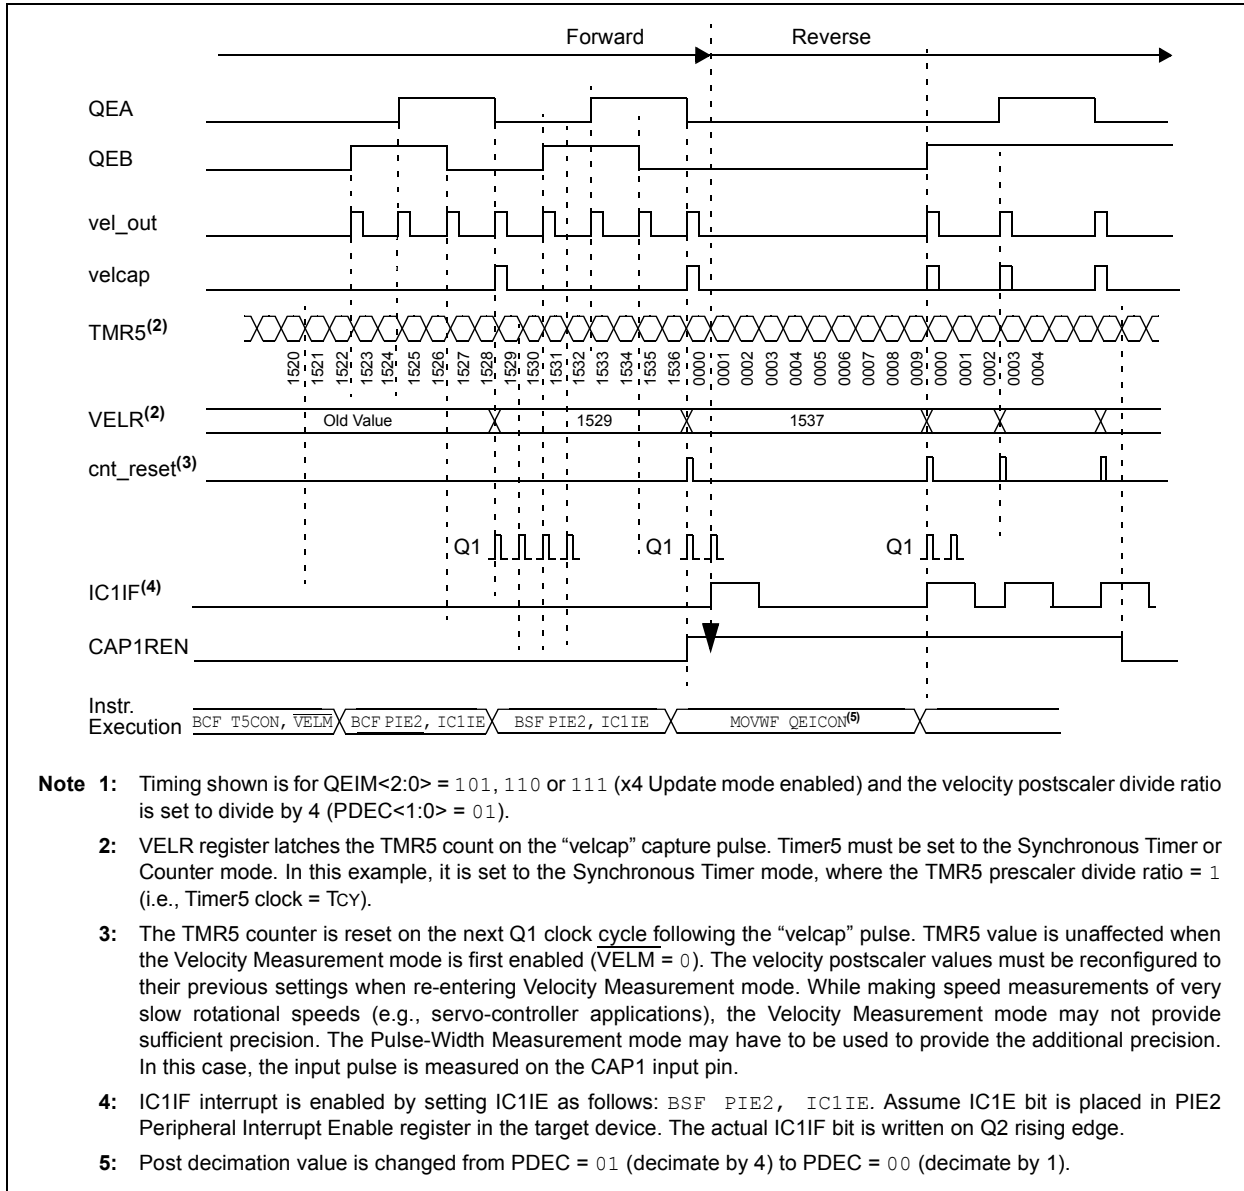 Forward Reverse
QEA
QEB
vel_out
velcap
TMR5(2)
1520 1521 1522 1523 1524 1525 1526 1527 1528 1529 1530 1531 1532 1533 1534 1535 1536 0000 0001 0002 0003 0004 0005 0006 0007 0008 0009 0000 0001 0002 0003 0004
VELR(2) Old Value 1529 1537
cnt_reset(3)
Q1 Q1 Q1
IC1IF(4)
CAP1REN
Instr.
Execution BCF T5CON, VELM BCF PIE2, IC1IE BSF PIE2, IC1IE MOVWF QEICON(5)
Note 1: Timing shown is for QEIM<2:0> = 101, 110 or 111 (x4 Update mode enabled) and the velocity postscaler divide ratio
is set to divide by 4 (PDEC<1:0> = 01).
2: VELR register latches the TMR5 count on the “velcap” capture pulse. Timer5 must be set to the Synchronous Timer or
Counter mode. In this example, it is set to the Synchronous Timer mode, where the TMR5 prescaler divide ratio = 1
(i.e., Timer5 clock = TCY).
3: The TMR5 counter is reset on the next Q1 clock cycle following the “velcap” pulse. TMR5 value is unaffected when
the Velocity Measurement mode is first enabled (VELM = 0). The velocity postscaler values must be reconfigured to
their previous settings when re-entering Velocity Measurement mode. While making speed measurements of very
slow rotational speeds (e.g., servo-controller applications), the Velocity Measurement mode may not provide
sufficient precision. The Pulse-Width Measurement mode may have to be used to provide the additional precision.
In this case, the input pulse is measured on the CAP1 input pin.
4: IC1IF interrupt is enabled by setting IC1IE as follows: BSF PIE2, IC1IE. Assume IC1E bit is placed in PIE2
Peripheral Interrupt Enable register in the target device. The actual IC1IF bit is written on Q2 rising edge.
5: Post decimation value is changed from PDEC = 01 (decimate by 4) to PDEC = 00 (decimate by 1).